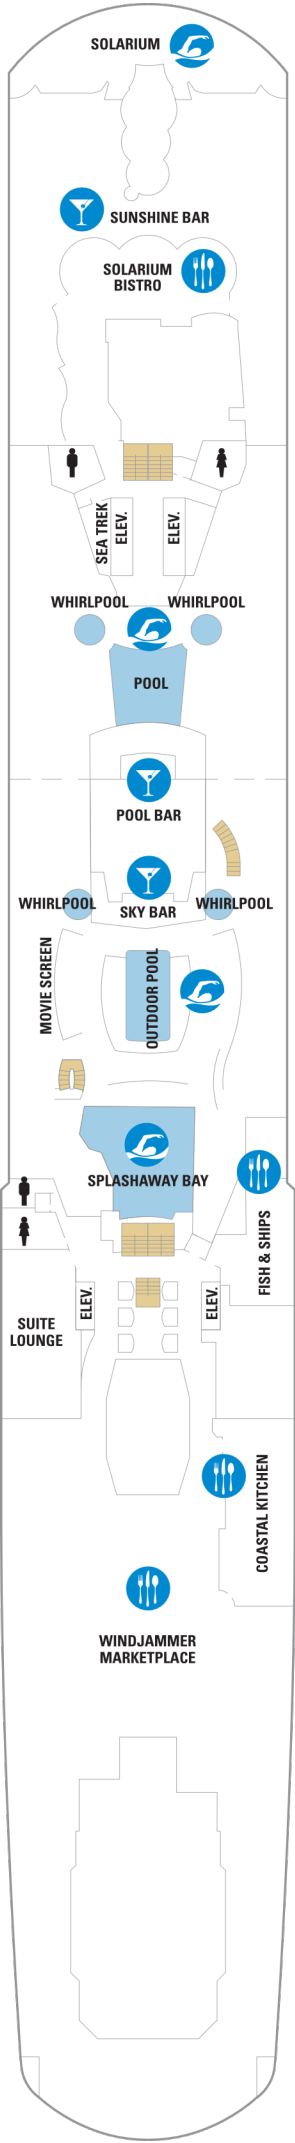 SOLARIUM
SUNSHINE BAR
SOLARIUM
BISTRO
SEA TREK
ELEV.
ELEV.
WHIRLPOOL
WHIRLPOOL
POOL
POOL BAR
WHIRLPOOL
SKY BAR
WHIRLPOOL
MOVIE SCREEN
OUTDOOR POOL
SPLASHAWAY BAY
FISH & SHIPS
ELEV.
ELEV.
SUITE
LOUNGE
COASTAL KITCHEN
WINDJAMMER
MARKETPLACE